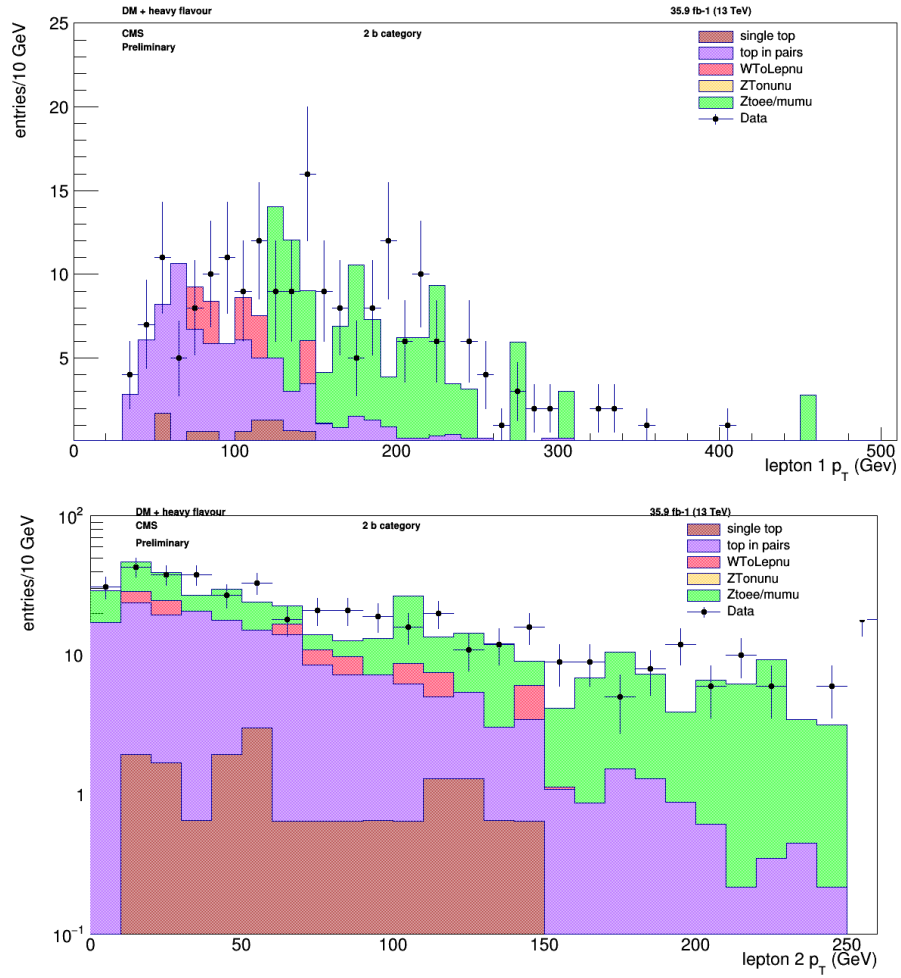 DM + heavy flavour 35.9 fb-1 (13 TeV)
25
CMS 2 b category
Preliminary
single top
top in pairs
WToLepnu
ZTonunu
Ztoee/mumu
Data
entries/10 GeV
20
15
10
5
0 100 200 300 400 500
lepton 1 pT (Gev)
10²
DM + heavy flavour 35.9 fb-1 (13 TeV)
CMS 2 b category
Preliminary
single top
top in pairs
WToLepnu
ZTonunu
Ztoee/mumu
Data
entries/10 GeV
10
1
10⁻¹
0 50 100 150 200 250
lepton 2 pT (GeV)